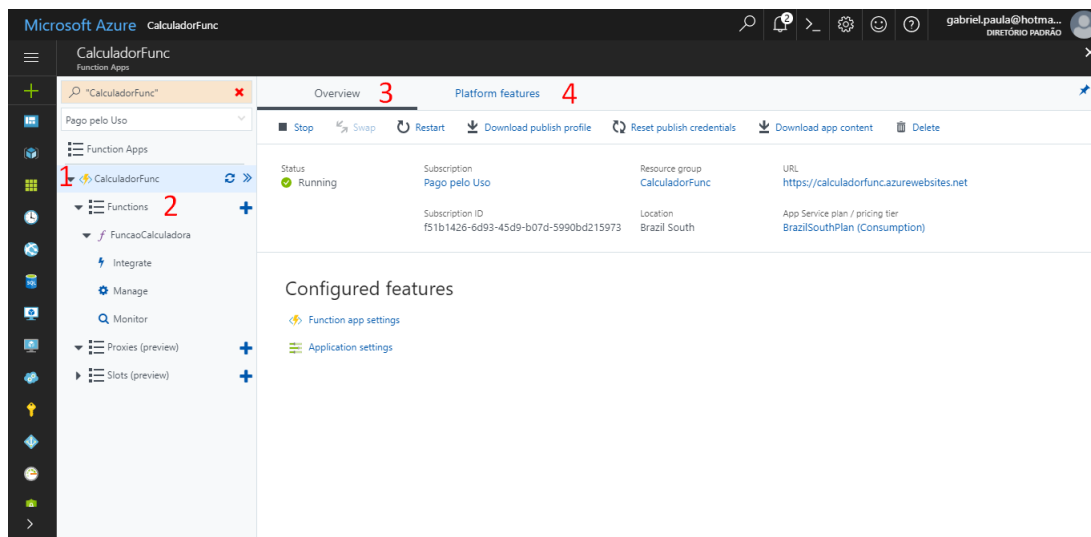 Microsoft Azure CalculadorFunc
2
gabriel.paula@hotma...
DIRETÓRIO PADRÃO
CalculadorFunc
Function Apps
"CalculadorFunc"
Pago pelo Uso
Function Apps
1 CalculadorFunc
Functions 2
FuncaoCalculadora
Integrate
Manage
Monitor
Proxies (preview)
Slots (preview)
Overview 3 Platform features 4
Stop Swap Restart Download publish profile Reset publish credentials Download app content Delete
Status Subscription Resource group URL
Running Pago pelo Uso CalculadorFunc https://calculadorfunc.azurewebsites.net
Subscription ID Location App Service plan / pricing tier
f51b1426-6d93-45d9-b07d-5990bd215973 Brazil South BrazilSouthPlan (Consumption)
Configured features
Function app settings
Application settings